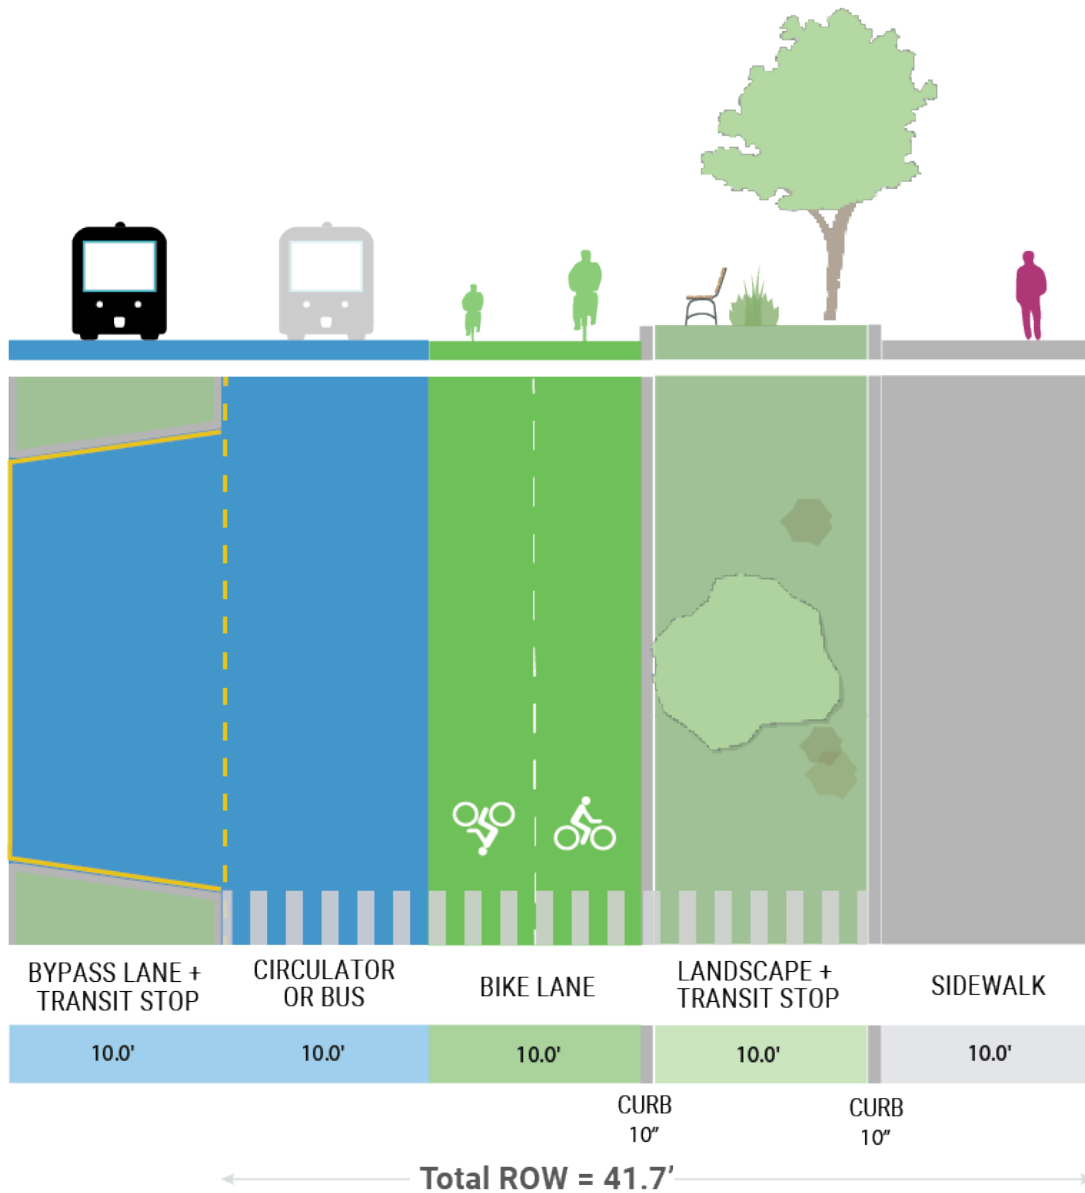 BYPASS LANE +
TRANSIT STOP
CIRCULATOR
OR BUS
BIKE LANE
LANDSCAPE +
TRANSIT STOP
SIDEWALK
10.0'
10.0'
10.0'
10.0'
10.0'
CURB
10”
CURB
10”
Total ROW = 41.7’